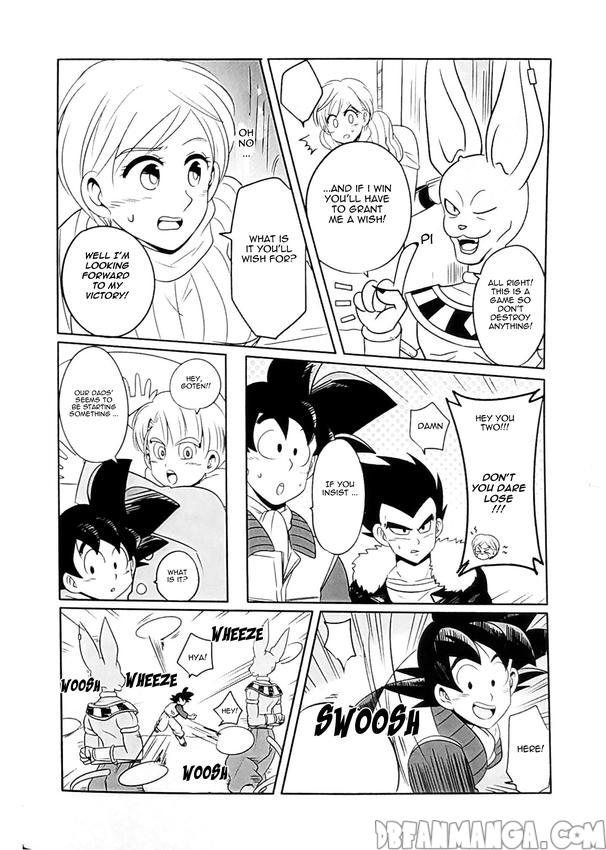 ALL RIGHT!
THIS IS A
GAME SO
DON'T
DESTROY
ANYTHING!
PI
...AND IF I WIN
YOU'LL HAVE
TO GRANT
ME A WISH!
WHAT IS
IT YOU'LL
WISH FOR?
OH
NO ...
WELL I'M
LOOKING
FORWARD
TO MY
VICTORY!
HEY YOU
TWO!!!
DON'T
YOU DARE
LOSE
!!!
DAMN
IF YOU
INSIST ...
HEY,
GOTEN!!
OUR DADS'
SEEMS TO
BE STARTING
SOMETHING ...
WHAT
IS IT?
HERE!
SWOOSH
WHEEZE
HYA!
HEY!
WHEEZE
WOOSH
WOOSH
DBFANMANGA.COM